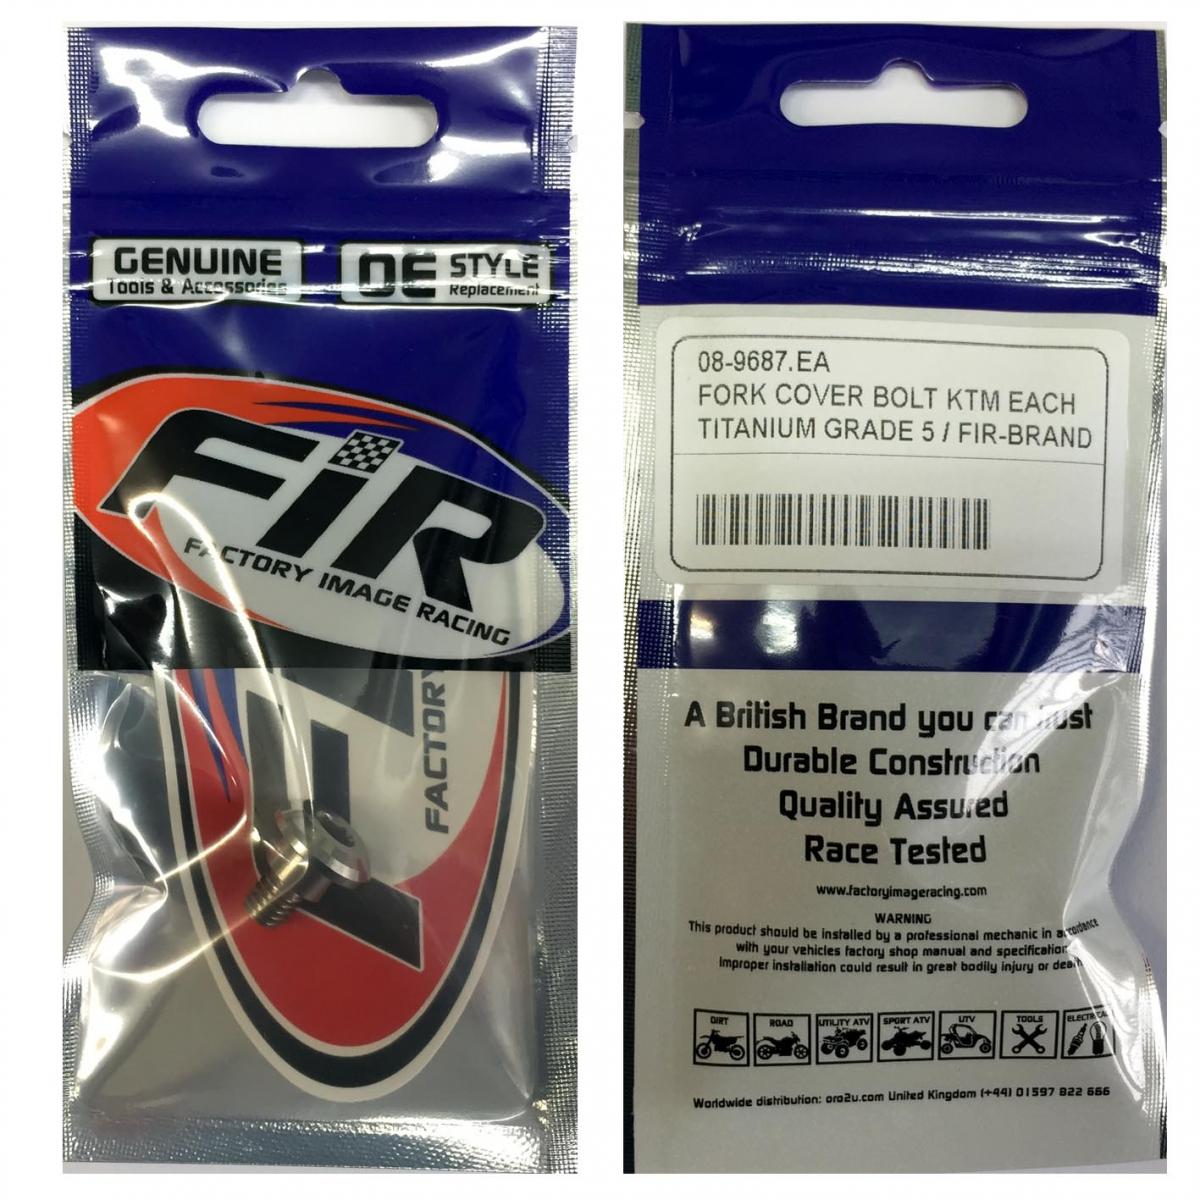 GENUINE
Tools & Accessories
OE STYLE
Replacement
FiR
FACTORY IMAGE RACING
FACTORY
08-9687.EA
FORK COVER BOLT KTM EACH
TITANIUM GRADE 5 / FIR-BRAND
A British Brand you can trust
Durable Construction
Quality Assured
Race Tested
www.factoryimageracing.com
WARNING
This product should be installed by a professional mechanic in accordance
with your vehicles factory shop manual and specification
Improper installation could result in great bodily injury or death
DIRT ROAD UTILITY ATV SPORT ATV UTV TOOLS ELECTRICAL
Worldwide distribution: oro2u.com United Kingdom (+44) 01597 822 666